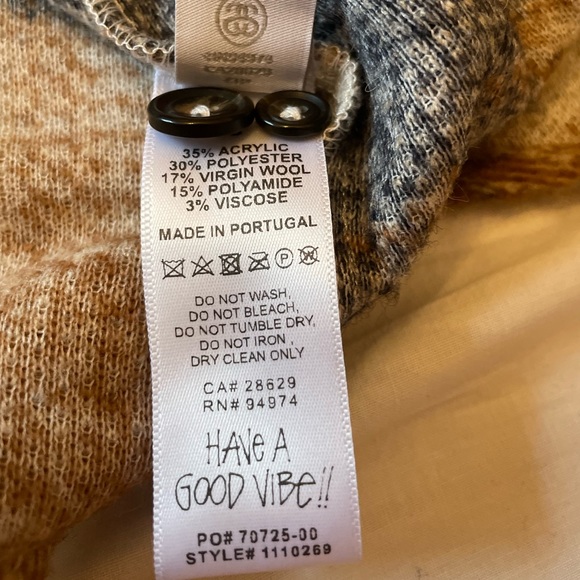 35% ACRYLIC
30% POLYESTER
17% VIRGIN WOOL
15% POLYAMIDE
3% VISCOSE
MADE IN PORTUGAL
P W
DO NOT WASH,
DO NOT BLEACH,
DO NOT TUMBLE DRY,
DO NOT IRON,
DRY CLEAN ONLY
CA# 28629
RN# 94974
HAVE A
GOOD VIBE!!
PO# 70725-00
STYLE# 1110269